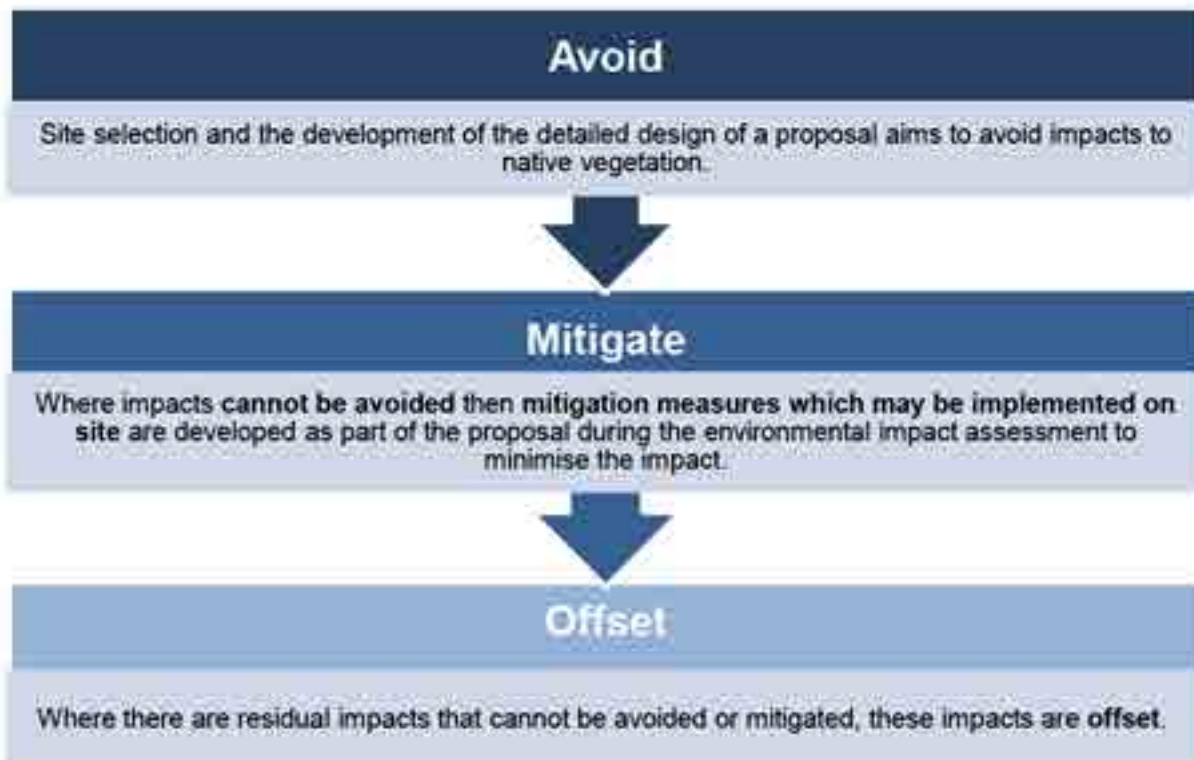 Avoid
Site selection and the development of the detailed design of a proposal aims to avoid impacts to
native vegetation.
Mitigate
Where impacts cannot be avoided then mitigation measures which may be implemented on
site are developed as part of the proposal during the environmental impact assessment to
minimise the impact.
Offset
Where there are residual impacts that cannot be avoided or mitigated, these impacts are offset.